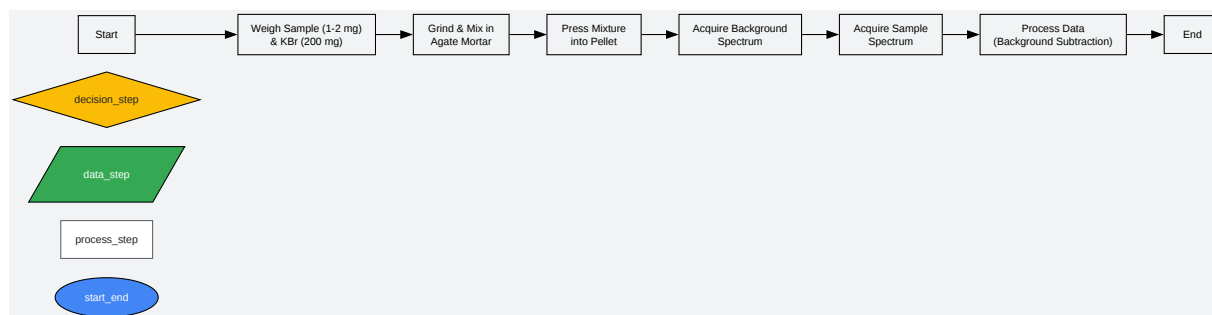 Start
Weigh Sample (1-2 mg)
& KBr (200 mg)
Grind & Mix in
Agate Mortar
Press Mixture
into Pellet
Acquire Background
Spectrum
Acquire Sample
Spectrum
Process Data
(Background Subtraction)
End
decision_step
data_step
process_step
start_end